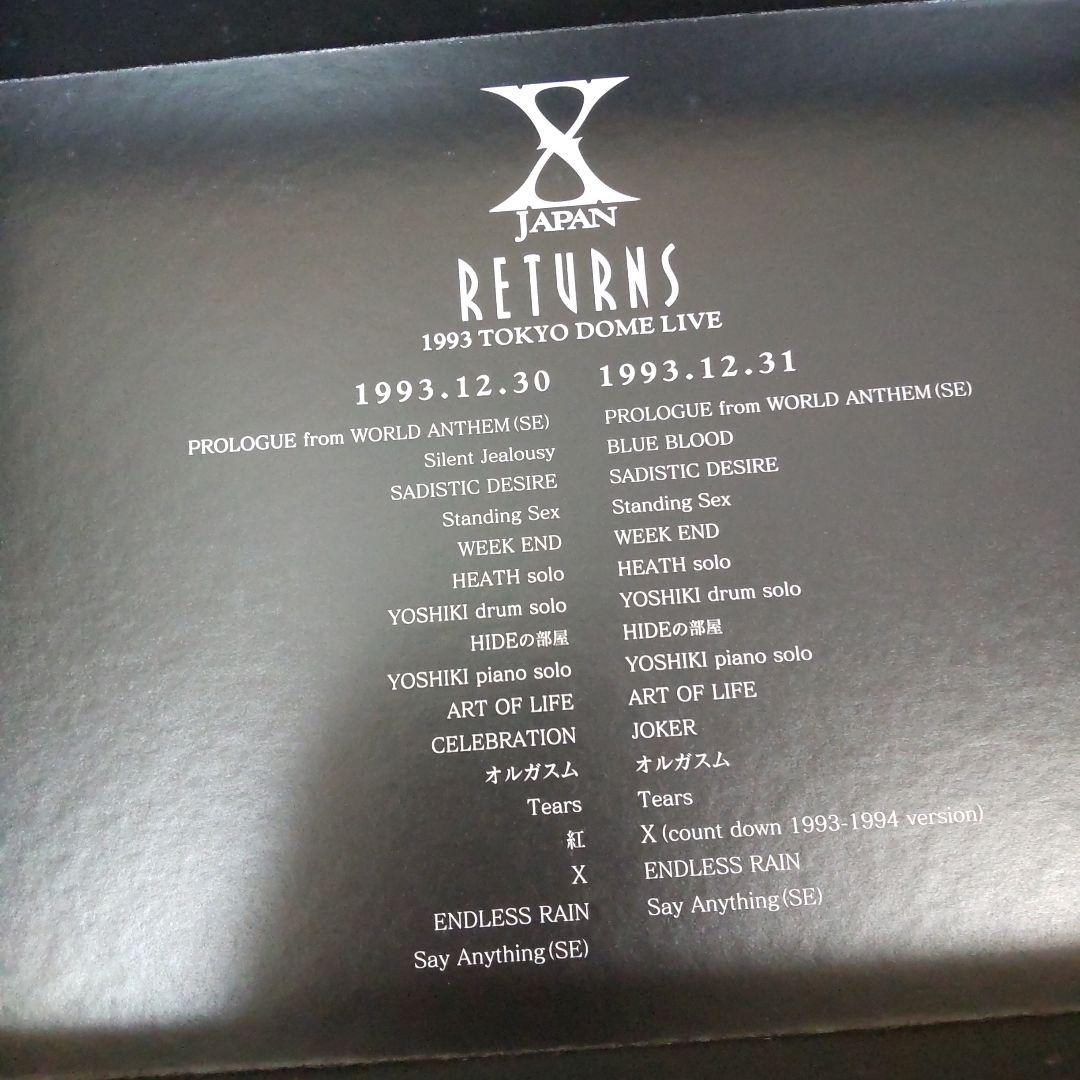 X
JAPAN
RETURNS
1993 TOKYO DOME LIVE
1993.12.30
PROLOGUE from WORLD ANTHEM(SE)
Silent Jealousy
SADISTIC DESIRE
Standing Sex
WEEK END
HEATH solo
YOSHIKI drum solo
HIDEの部屋
YOSHIKI piano solo
ART OF LIFE
CELEBRATION
オルガスム
Tears
紅
X
ENDLESS RAIN
Say Anything(SE)
1993.12.31
PROLOGUE from WORLD ANTHEM(SE)
BLUE BLOOD
SADISTIC DESIRE
Standing Sex
WEEK END
HEATH solo
YOSHIKI drum solo
HIDEの部屋
YOSHIKI piano solo
ART OF LIFE
JOKER
オルガスム
Tears
X(count down 1993-1994 version)
ENDLESS RAIN
Say Anything(SE)